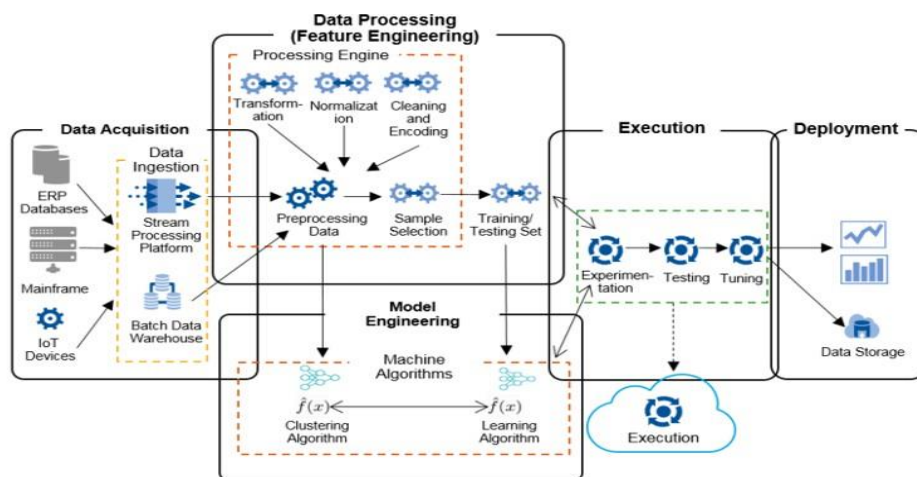 Data Processing
(Feature Engineering)
Processing Engine
Transform-
ation
Normalizat
ion
Cleaning
and
Encoding
Data Acquisition
Data
Ingestion
ERP
Databases
Stream
Processing
Platform
Mainframe
IoT
Devices
Batch Data
Warehouse
Preprocessing
Data
Sample
Selection
Training/
Testing Set
Execution
Experimen-
tation
Testing
Tuning
Deployment
Data Storage
Model
Engineering
Machine
Algorithms
f̂(x)
Clustering
Algorithm
f̂(x)
Learning
Algorithm
Execution